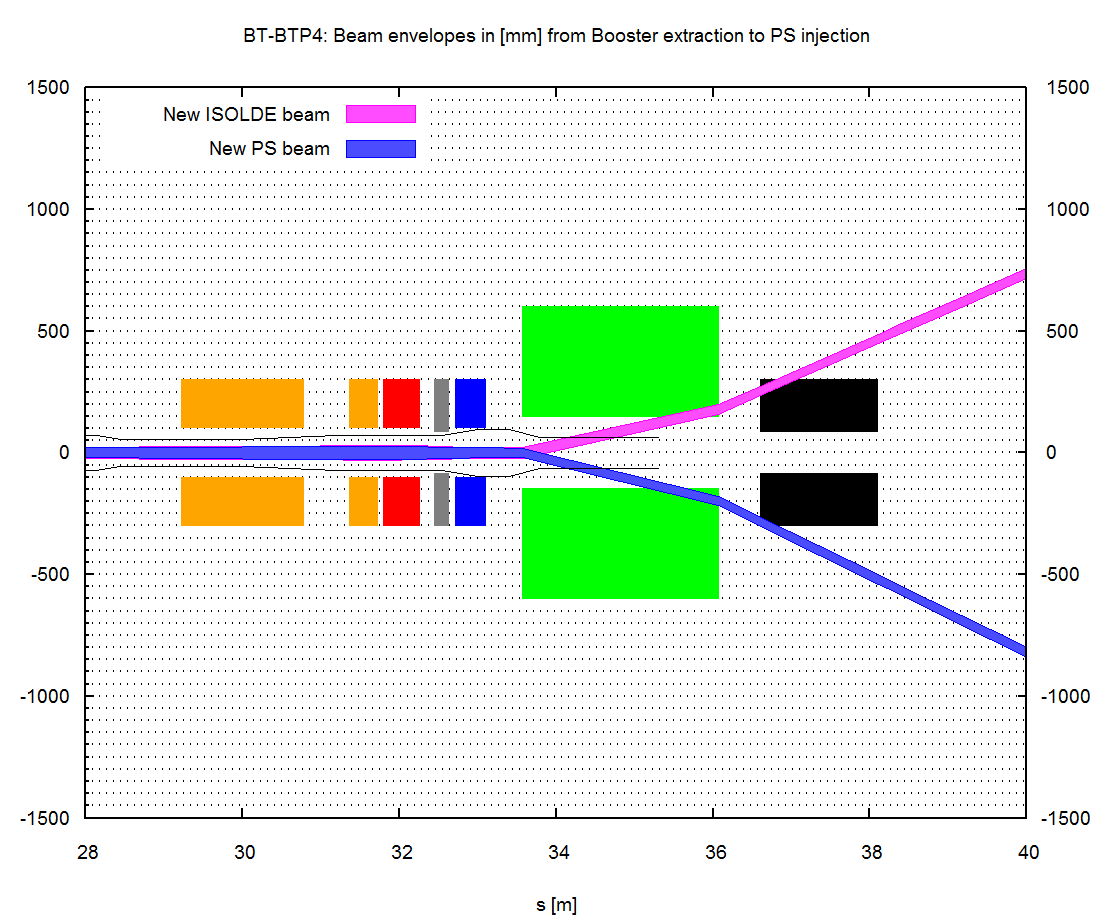 BT-BTP4: Beam envelopes in [mm] from Booster extraction to PS injection
1500 1500
New ISOLDE beam
New PS beam
1000 1000
500 500
0 0
-500 -500
-1000 -1000
-1500 -1500
28 30 32 34 36 38 40
s [m]